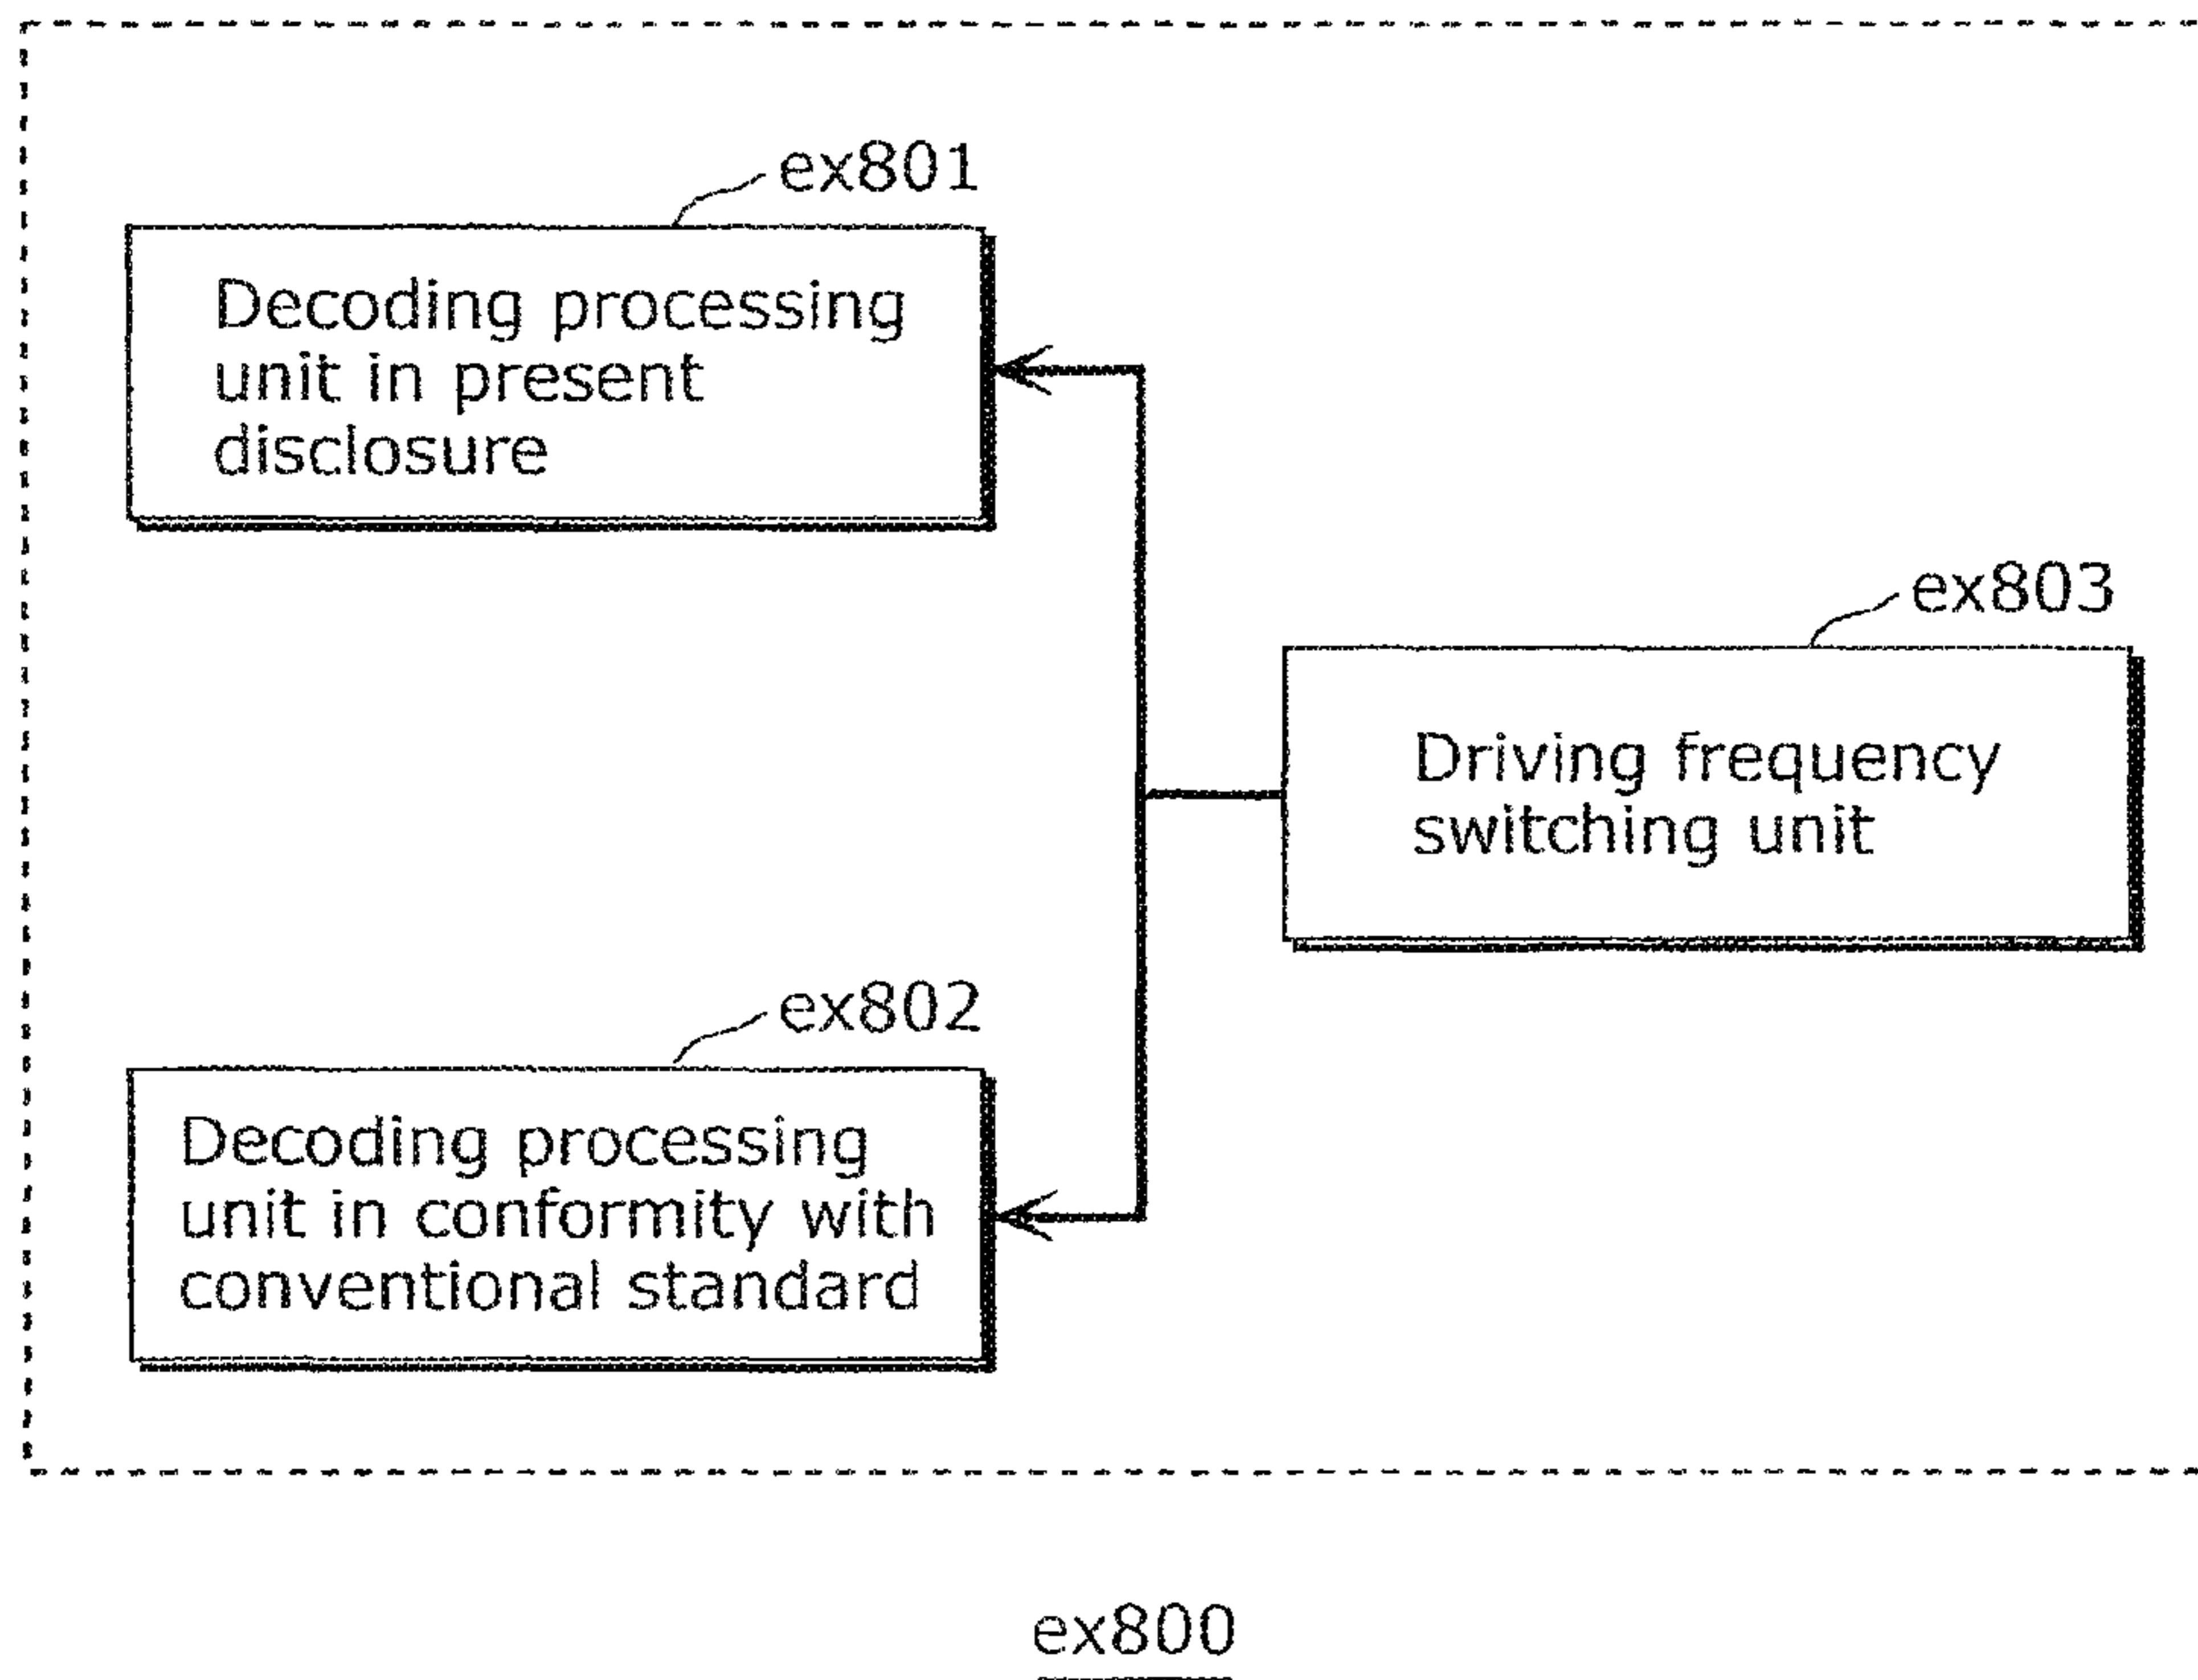 ex801
Decoding processing
unit in present
disclosure
ex803
Driving frequency
switching unit
ex802
Decoding processing
unit in conformity with
conventional standard
ex800